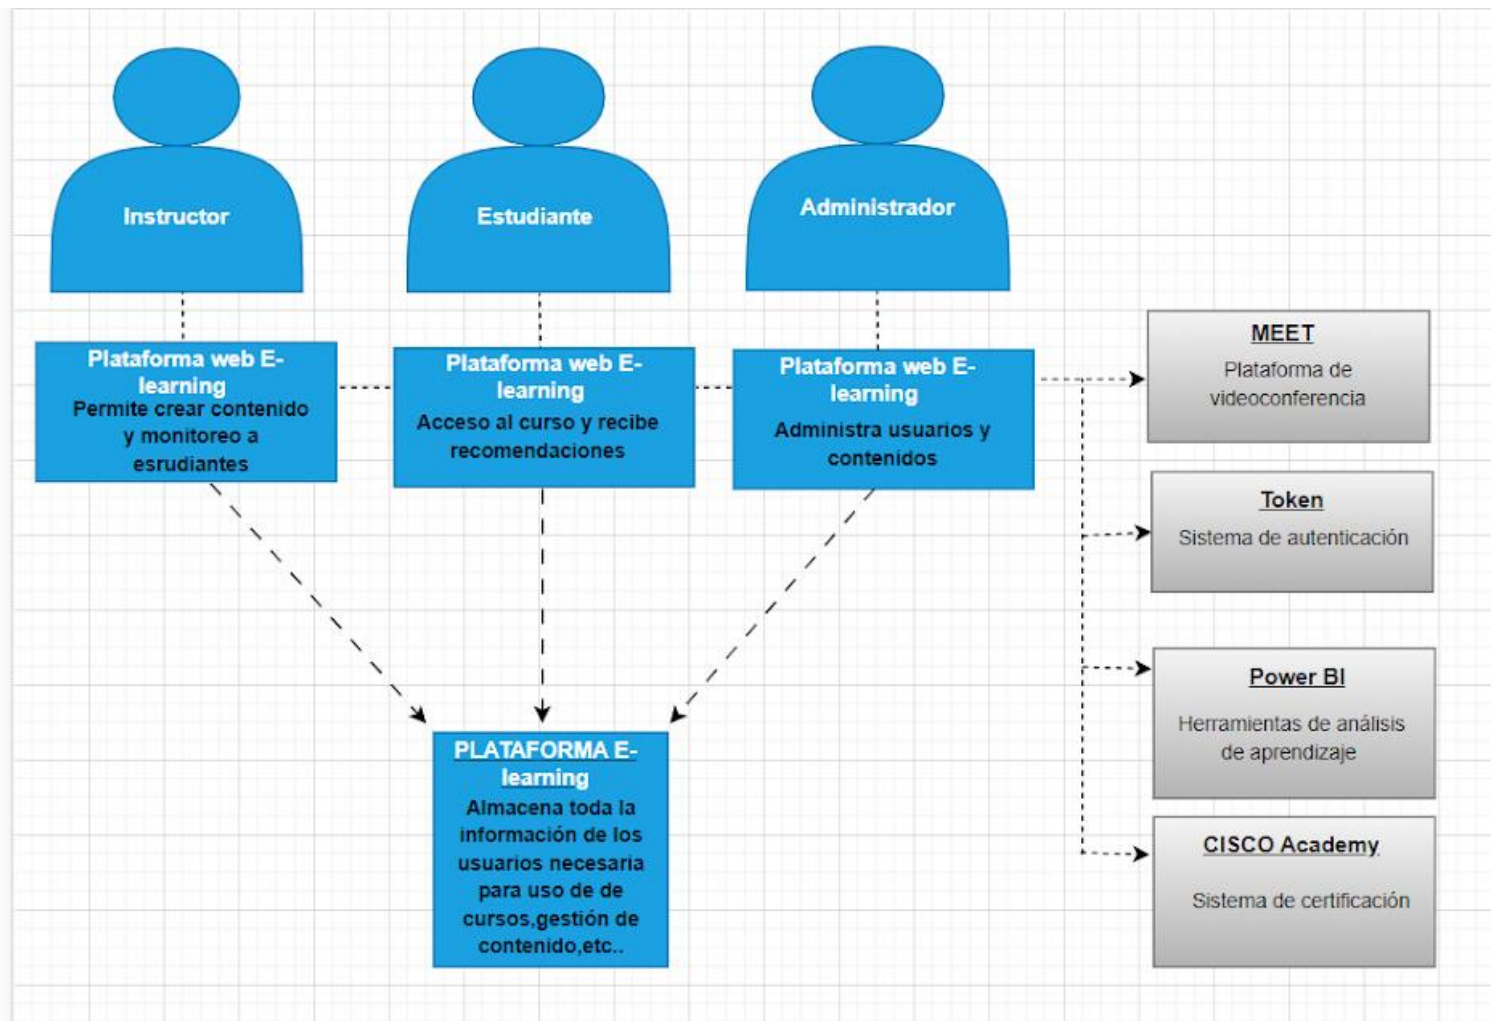 Instructor
Estudiante
Administrador
Plataforma web E-
learning
Permite crear contenido
y monitoreo a
esrudiantes
Plataforma web E-
learning
Acceso al curso y recibe
recomendaciones
Plataforma web E-
learning
Administra usuarios y
contenidos
MEET
Plataforma de
videoconferencia
Token
Sistema de autenticación
Power BI
Herramientas de análisis
de aprendizaje
CISCO Academy
Sistema de certificación
PLATAFORMA E-
learning
Almacena toda la
información de los
usuarios necesaria
para uso de de
cursos,gestión de
contenido,etc..